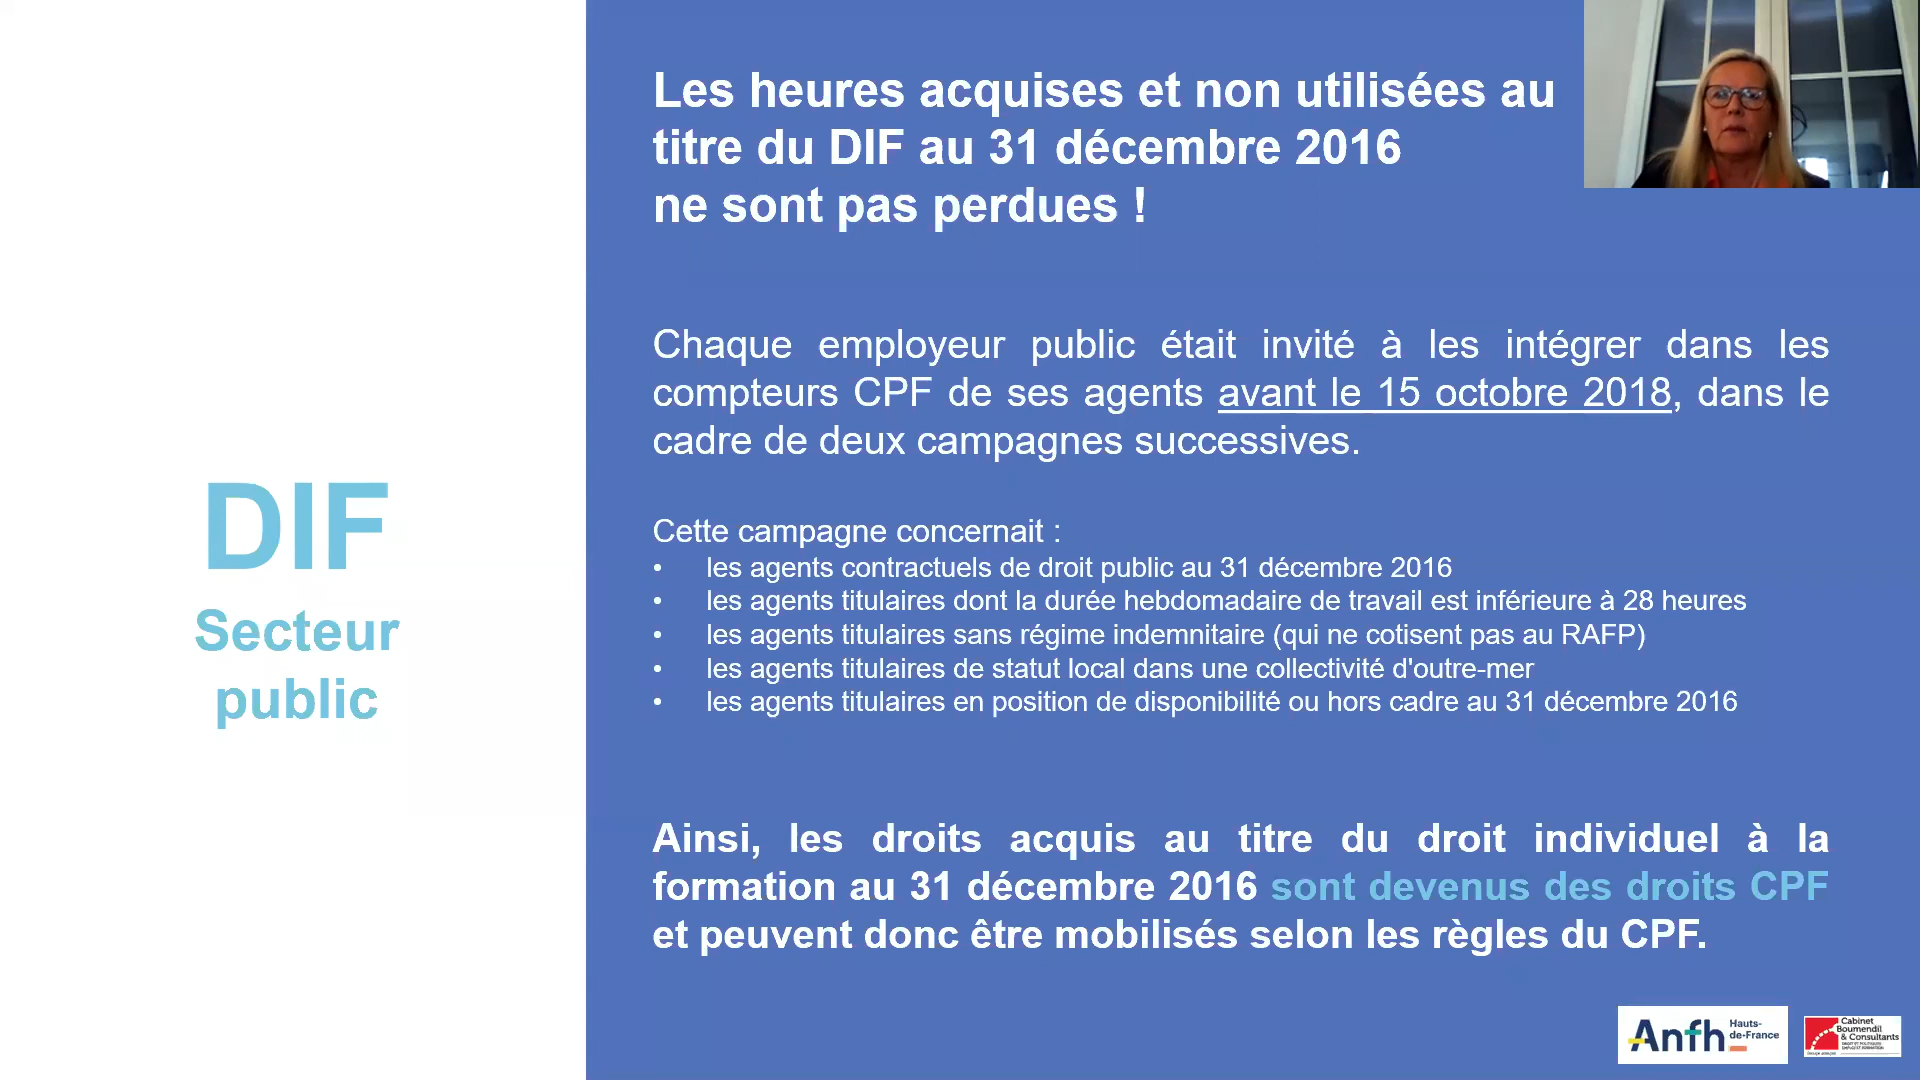 Les heures acquises et non utilisées au
titre du DIF au 31 décembre 2016
ne sont pas perdues !
Chaque employeur public était invité à les intégrer dans les
compteurs CPF de ses agents avant le 15 octobre 2018, dans le
cadre de deux campagnes successives.
DIF
Secteur
public
Cette campagne concernait :
• les agents contractuels de droit public au 31 décembre 2016
• les agents titulaires dont la durée hebdomadaire de travail est inférieure à 28 heures
• les agents titulaires sans régime indemnitaire (qui ne cotisent pas au RAFP)
• les agents titulaires de statut local dans une collectivité d'outre-mer
• les agents titulaires en position de disponibilité ou hors cadre au 31 décembre 2016
Ainsi, les droits acquis au titre du droit individuel à la
formation au 31 décembre 2016 sont devenus des droits CPF
et peuvent donc être mobilisés selon les règles du CPF.
Anfh
Hauts-
de-France
Cabinet
Boumendil
& Consultants